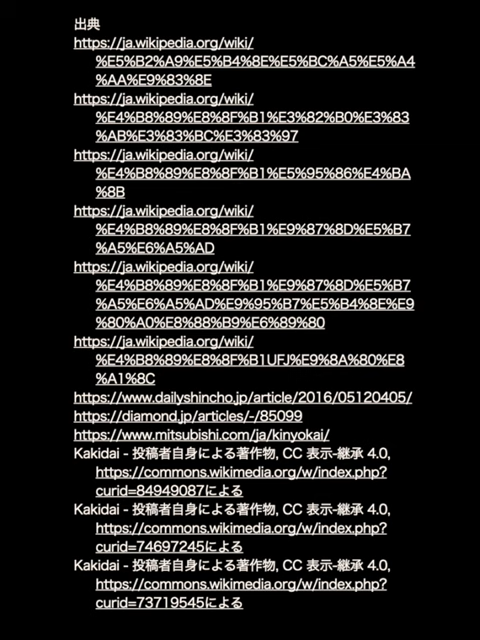 出典
https://ja.wikipedia.org/wiki/
%E5%B2%A9%E5%B4%8E%E5%BC%A5%E5%A4
%AA%E9%83%8E
https://ja.wikipedia.org/wiki/
%E4%B8%89%E8%8F%B1%E3%82%B0%E3%83
%AB%E3%83%BC%E3%83%97
https://ja.wikipedia.org/wiki/
%E4%B8%89%E8%8F%B1%E5%95%86%E4%BA
%8B
https://ja.wikipedia.org/wiki/
%E4%B8%89%E8%8F%B1%E9%87%8D%E5%B7
%A5%E6%A5%AD
https://ja.wikipedia.org/wiki/
%E4%B8%89%E8%8F%B1%E9%87%8D%E5%B7
%A5%E6%A5%AD%E9%95%B7%E5%B4%8E%E9
%80%A0%E8%88%B9%E6%89%80
https://ja.wikipedia.org/wiki/
%E4%B8%89%E8%8F%B1UFJ%E9%8A%80%E8
%A1%8C
https://www.dailyshincho.jp/article/2016/05120405/
https://diamond.jp/articles/-/85099
https://www.mitsubishi.com/ja/kinyokai/
Kakidai - 投稿者自身による著作物, CC 表示-継承 4.0,
https://commons.wikimedia.org/w/index.php?
curid=84949087による
Kakidai - 投稿者自身による著作物, CC 表示-継承 4.0,
https://commons.wikimedia.org/w/index.php?
curid=74697245による
Kakidai - 投稿者自身による著作物, CC 表示-継承 4.0,
https://commons.wikimedia.org/w/index.php?
curid=73719545による